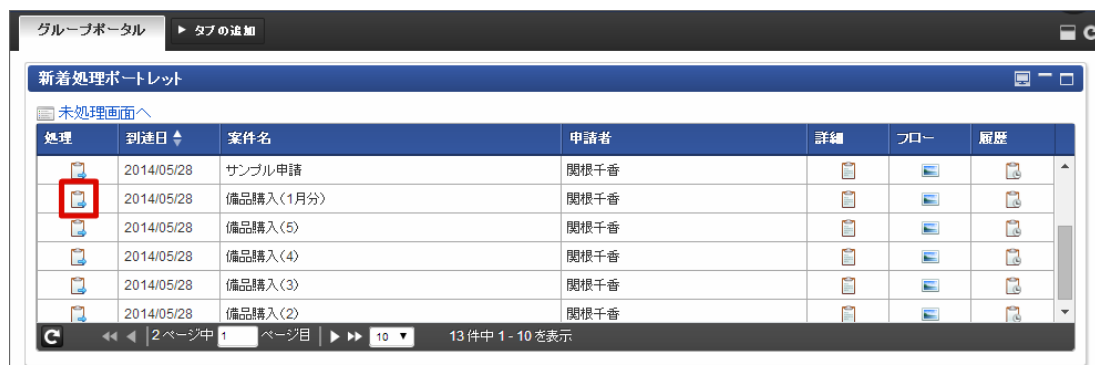 グループポータル ▶ タブの追加
新着処理ポートレット
未処理画面へ
処理 到達日 案件名 申請者 詳細 フロー 履歴
2014/05/28 サンプル申請 関根千香
2014/05/28 備品購入(1月分) 関根千香
2014/05/28 備品購入(5) 関根千香
2014/05/28 備品購入(4) 関根千香
2014/05/28 備品購入(3) 関根千香
2014/05/28 備品購入(2) 関根千香
2ページ中 1 ページ目 10 13件中 1 - 10 を表示